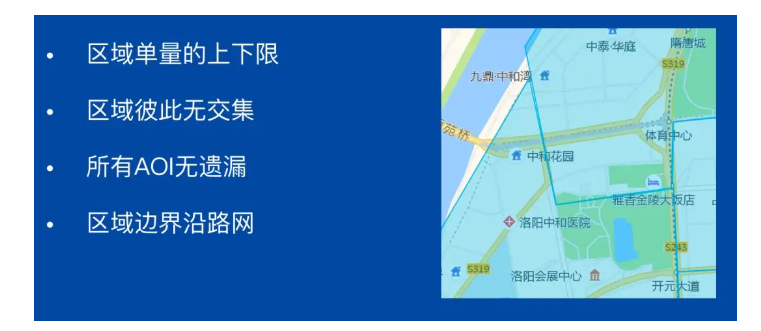 区域单量的上下限
区域彼此无交集
所有AOI无遗漏
区域边界沿路网
中泰·华庭
隋唐城
S319
九鼎·中和湾
苑桥
体育中心
中和花园
雅香金陵大饭店
洛阳中和医院
S243
S319
洛阳会展中心
开元大道